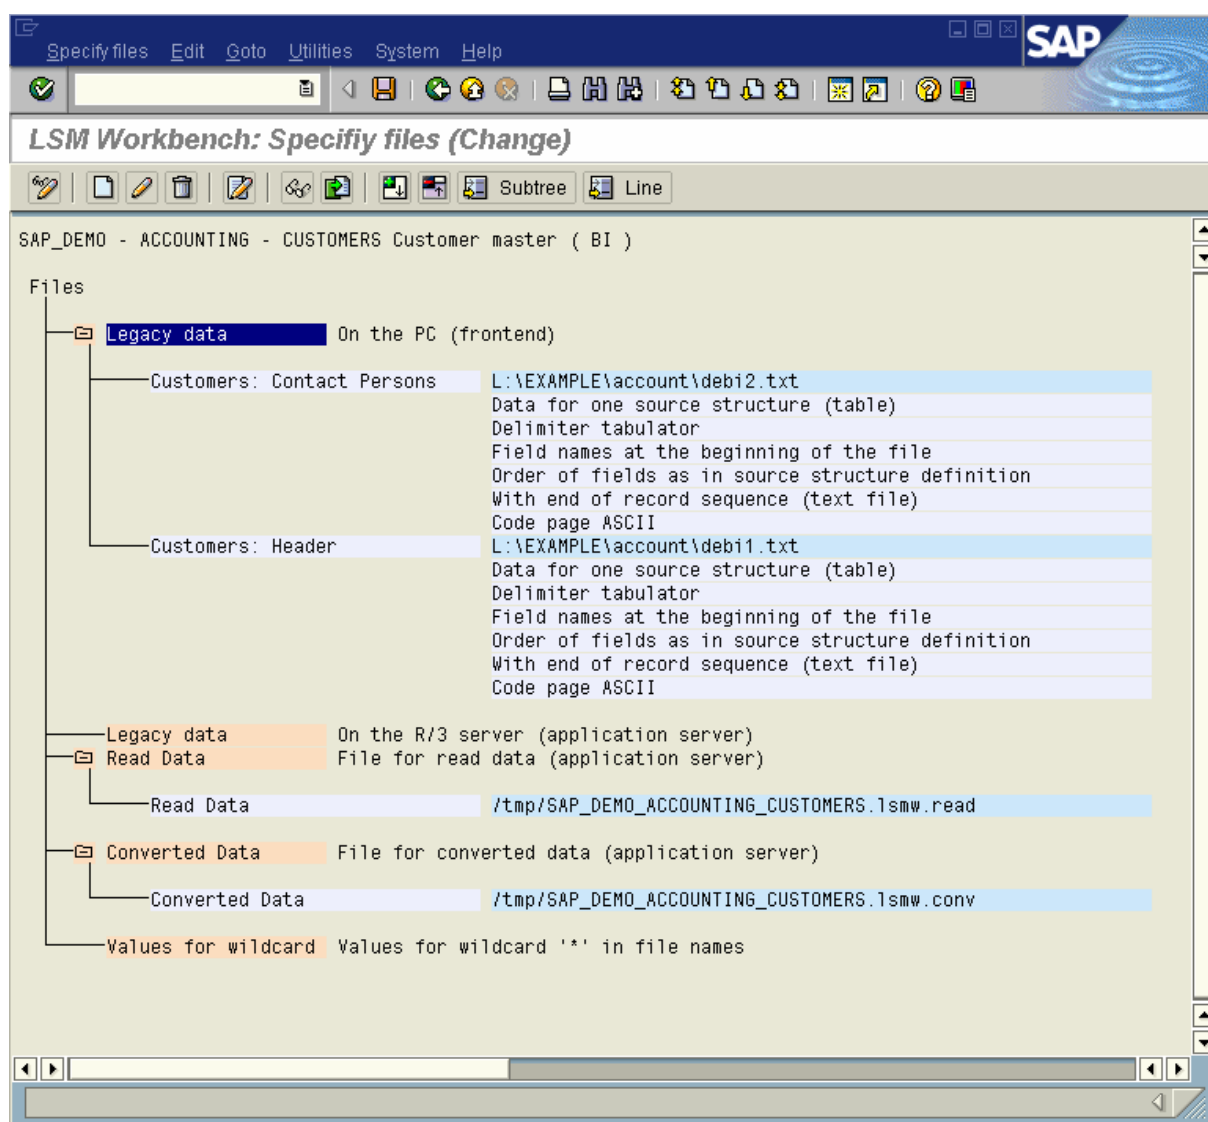 Specify files Edit Goto Utilities System Help
SAP
LSM Workbench: Specifiy files (Change)
Subtree Line
SAP_DEMO - ACCOUNTING - CUSTOMERS Customer master ( BI )
Files
Legacy data On the PC (frontend)
Customers: Contact Persons L:\EXAMPLE\account\debi2.txt
Data for one source structure (table)
Delimiter tabulator
Field names at the beginning of the file
Order of fields as in source structure definition
With end of record sequence (text file)
Code page ASCII
Customers: Header L:\EXAMPLE\account\debi1.txt
Data for one source structure (table)
Delimiter tabulator
Field names at the beginning of the file
Order of fields as in source structure definition
With end of record sequence (text file)
Code page ASCII
Legacy data On the R/3 server (application server)
Read Data File for read data (application server)
Read Data /tmp/SAP_DEMO_ACCOUNTING_CUSTOMERS.lsmw.read
Converted Data File for converted data (application server)
Converted Data /tmp/SAP_DEMO_ACCOUNTING_CUSTOMERS.lsmw.conv
Values for wildcard Values for wildcard '*' in file names